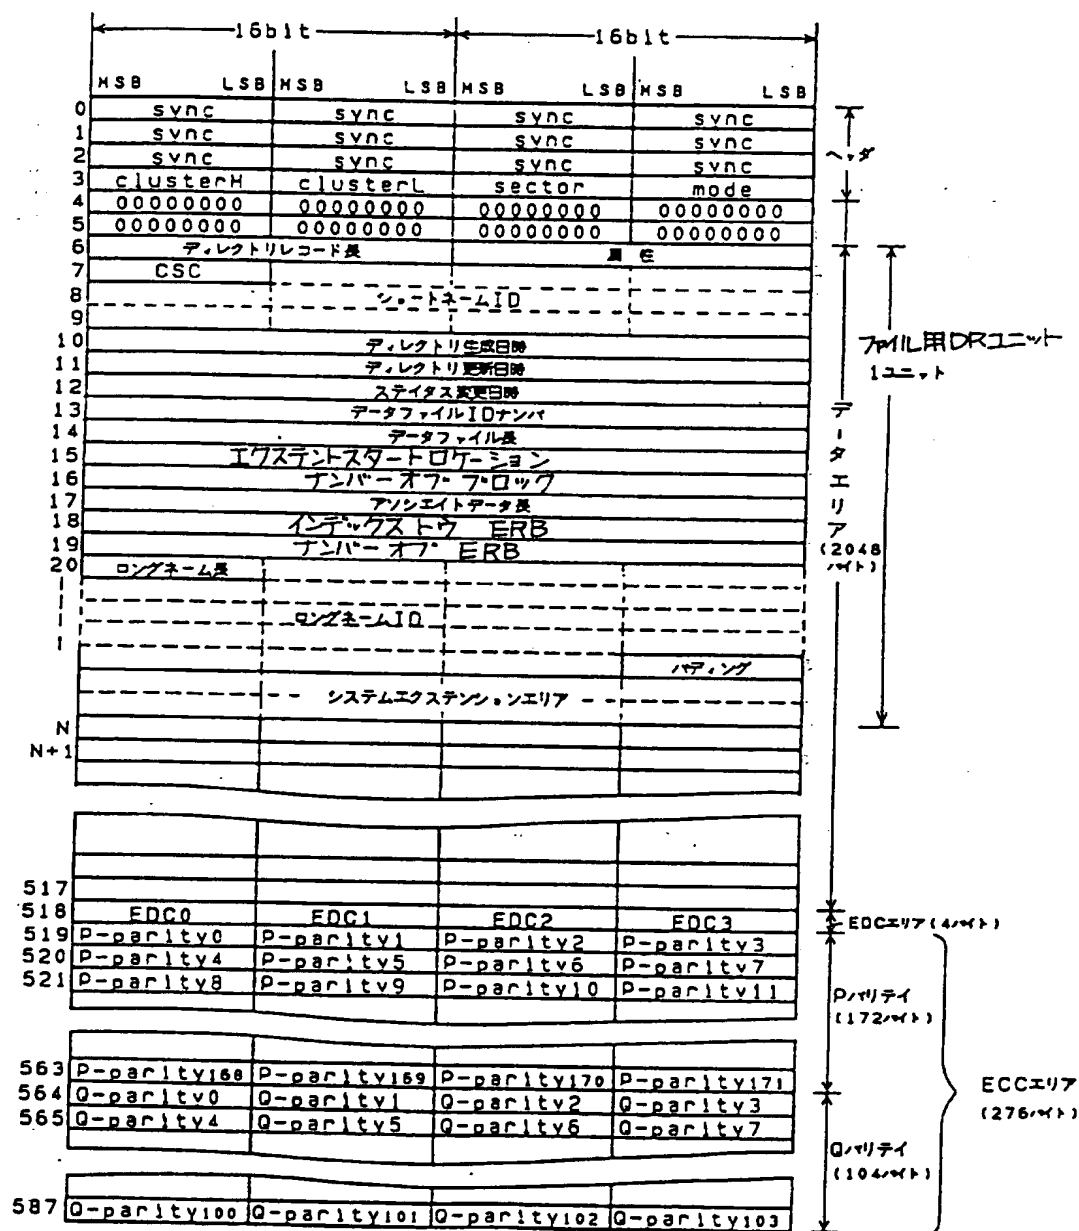 16bit 16bit
MSB LSB MSB LSB MSB LSB MSB LSB
0 sync sync sync sync
1 sync sync sync sync
2 sync sync sync sync
ヘッダ
3 clusterH clusterL sector mode
4 00000000 00000000 00000000 00000000
5 00000000 00000000 00000000 00000000
6 ディレクトリレコード長 属性
7 CSC
8 ショートネームID
9
10 ディレクトリ生成日時
ファイル用DRユニット
11 ディレクトリ更新日時
1ユニット
12 ステイタス変更日時
13 データファイルIDナンバ
14 データファイル長
15 エクステントスタートロケーション
16 ナンバーオブブロック
17 アソシエイトデータ長
18 インデックストゥ ERB
19 ナンバーオブ ERB
データエリア
(2048バイト)
20 ロングネーム長
ロングネームID
パディング
システムエクステンションエリア
N
N+1
517
518 EDC0 EDC1 EDC2 EDC3
EDCエリア(4バイト)
519 P-parity0 P-parity1 P-parity2 P-parity3
520 P-parity4 P-parity5 P-parity6 P-parity7
521 P-parity8 P-parity9 P-parity10 P-parity11
Pパリテイ
(172バイト)
563 P-parity168 P-parity169 P-parity170 P-parity171
564 Q-parity0 Q-parity1 Q-parity2 Q-parity3
565 Q-parity4 Q-parity5 Q-parity6 Q-parity7
ECCエリア
(276バイト)
Qパリテイ
(104バイト)
587 Q-parity100 Q-parity101 Q-parity102 Q-parity103